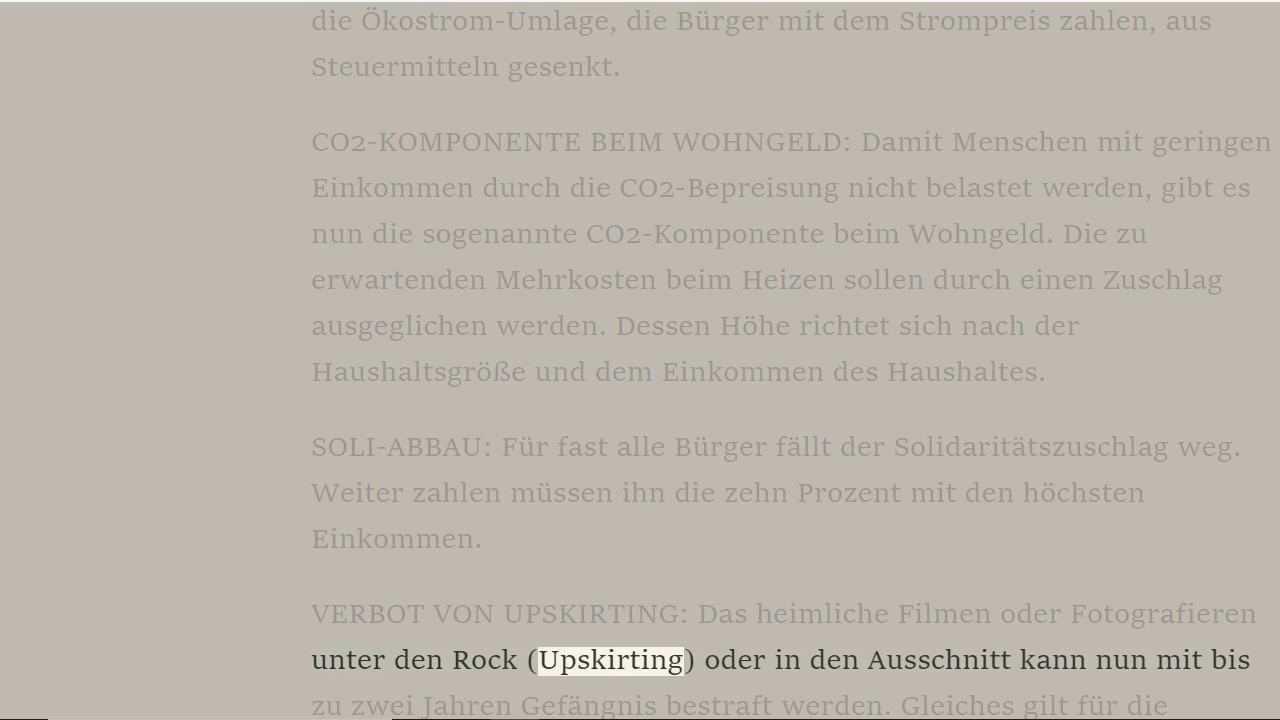 die Ökostrom-Umlage, die Bürger mit dem Strompreis zahlen, aus
Steuermitteln gesenkt.
CO2-KOMPONENTE BEIM WOHNGELD: Damit Menschen mit geringen
Einkommen durch die CO2-Bepreisung nicht belastet werden, gibt es
nun die sogenannte CO2-Komponente beim Wohngeld. Die zu
erwartenden Mehrkosten beim Heizen sollen durch einen Zuschlag
ausgeglichen werden. Dessen Höhe richtet sich nach der
Haushaltsgröße und dem Einkommen des Haushaltes.
SOLI-ABBAU: Für fast alle Bürger fällt der Solidaritätszuschlag weg.
Weiter zahlen müssen ihn die zehn Prozent mit den höchsten
Einkommen.
VERBOT VON UPSKIRTING: Das heimliche Filmen oder Fotografieren
unter den Rock (Upskirting) oder in den Ausschnitt kann nun mit bis
zu zwei Jahren Gefängnis bestraft werden. Gleiches gilt für die